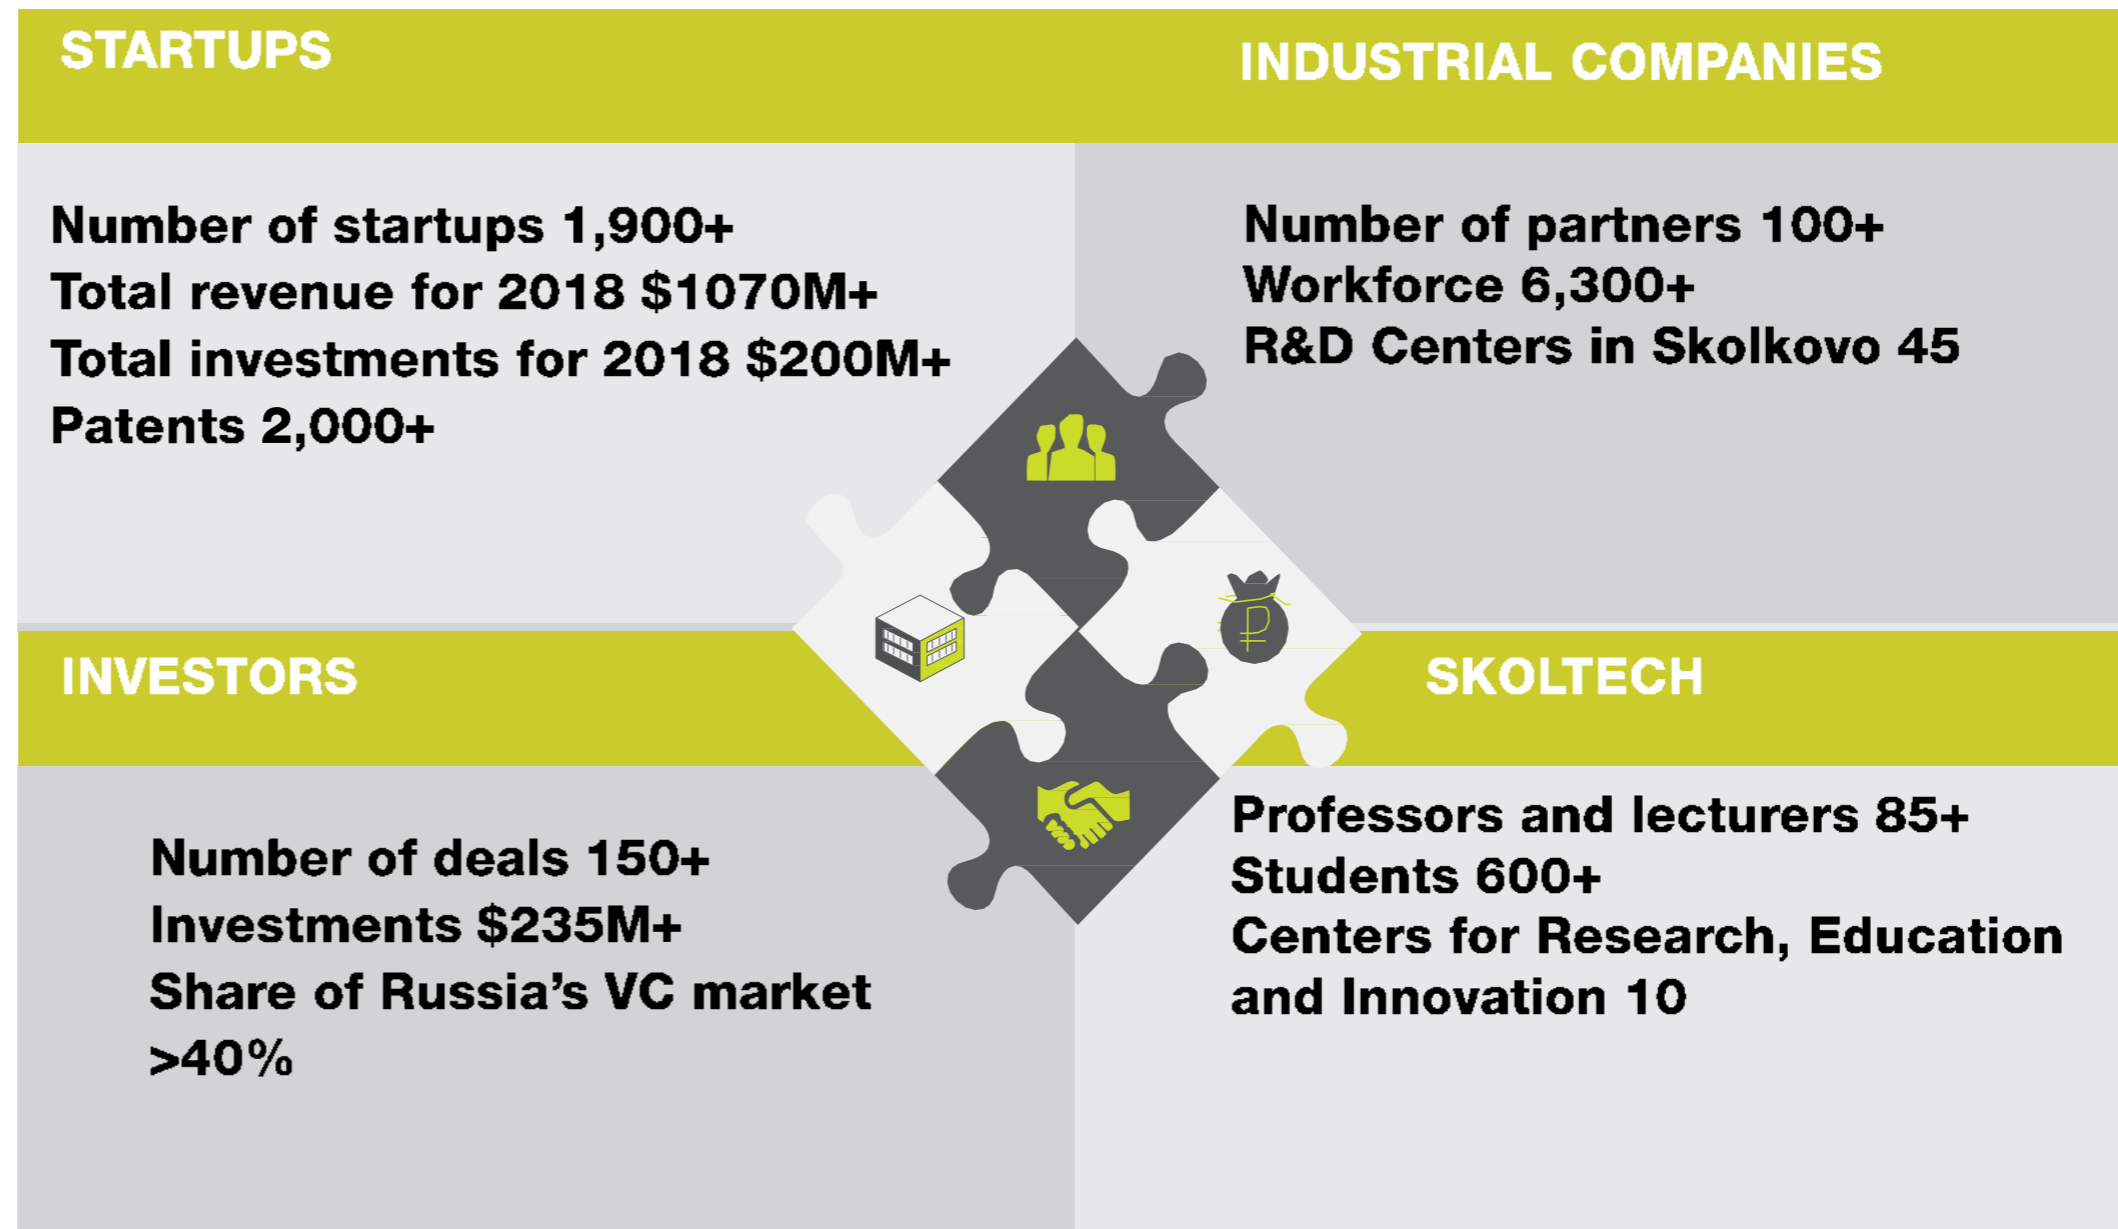 STARTUPS
Number of startups 1,900+
Total revenue for 2018 $1070M+
Total investments for 2018 $200M+
Patents 2,000+
INDUSTRIAL COMPANIES
Number of partners 100+
Workforce 6,300+
R&D Centers in Skolkovo 45
INVESTORS
Number of deals 150+
Investments $235M+
Share of Russia’s VC market
>40%
SKOLTECH
Professors and lecturers 85+
Students 600+
Centers for Research, Education
and Innovation 10
₽